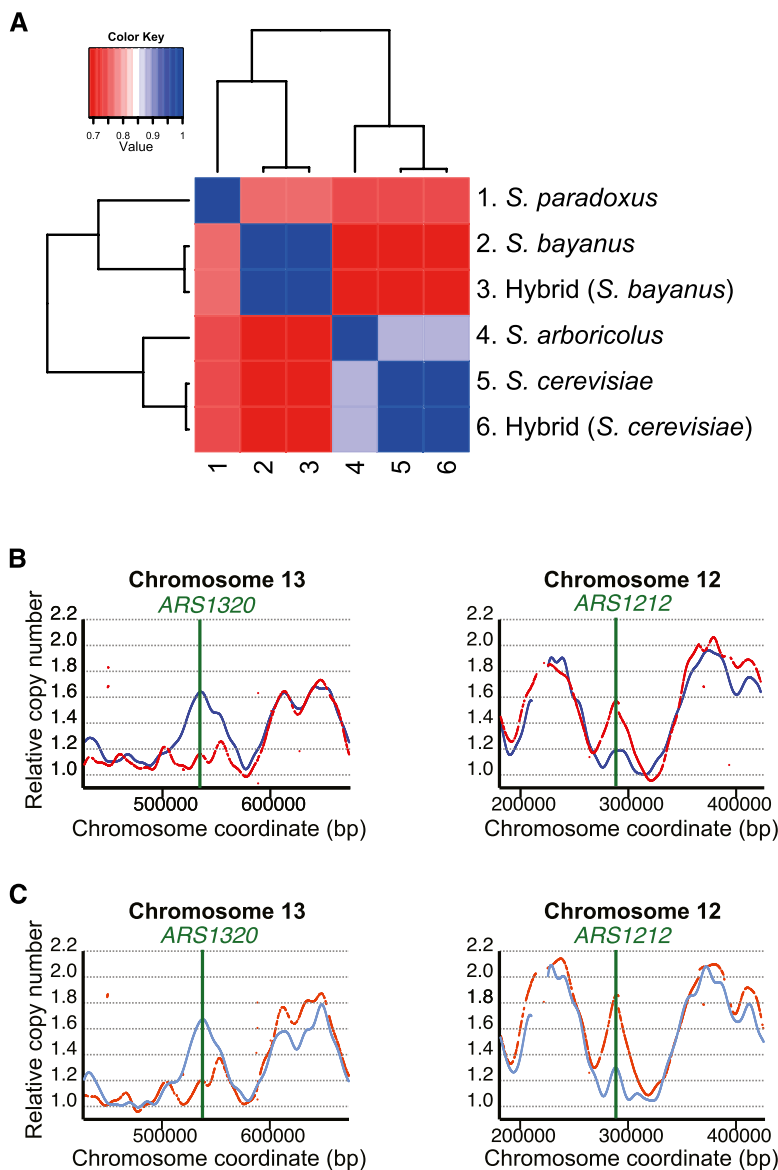 A
Color Key
0.7 0.8 0.9 1
Value
1. S. paradoxus
2. S. bayanus
3. Hybrid (S. bayanus)
4. S. arboricolus
5. S. cerevisiae
6. Hybrid (S. cerevisiae)
1 2 3 4 5 6
B
Chromosome 13
ARS1320
Relative copy number
2.2
2.0
1.8
1.6
1.4
1.2
1.0
500000 600000
Chromosome coordinate (bp)
Chromosome 12
ARS1212
2.2
2.0
1.8
1.6
1.4
1.2
1.0
200000 300000 400000
Chromosome coordinate (bp)
C
Chromosome 13
ARS1320
Relative copy number
2.2
2.0
1.8
1.6
1.4
1.2
1.0
500000 600000
Chromosome coordinate (bp)
Chromosome 12
ARS1212
2.2
2.0
1.8
1.6
1.4
1.2
1.0
200000 300000 400000
Chromosome coordinate (bp)